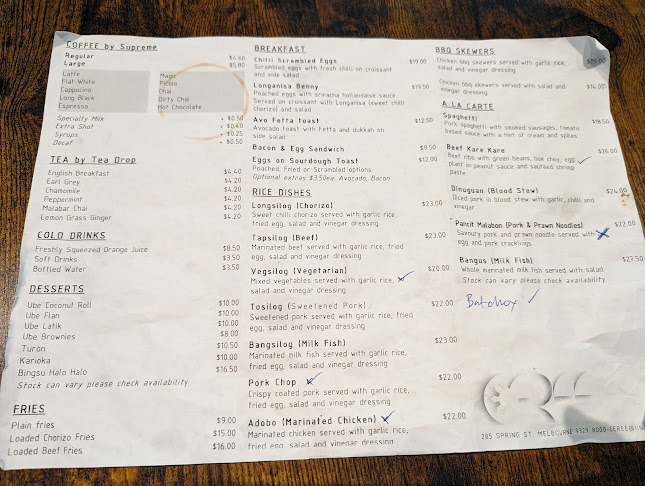 COFFEE by Supreme
Regular $4.60
Large $5.80
Latte
Flat White
Cappucino
Long Black
Espresso
Magic
Picolo
Chai
Dirty Chai
Hot Chocolate
Specialty Milk + $0.50
Extra Shot + $0.40
Syrups + $0.25
Decaf + $0.50
TEA by Tea Drop
English Breakfast $4.40
Earl Grey $4.20
Chamomile $4.20
Peppermint $4.20
Malabar Chai $4.20
Lemon Grass Ginger $4.20
COLD DRINKS
Freshly Squeezed Orange Juice $8.50
Soft Drinks $3.50
Bottled Water $3.50
DESSERTS
Ube Coconut Roll $10.00
Ube Flan $10.00
Ube Latik $10.00
Ube Brownies $8.00
Turon $10.50
Karioka $10.00
Bingsu Halo Halo $16.50
Stock can vary please check availability
FRIES
Plain fries $9.00
Loaded Chorizo Fries $15.00
Loaded Beef Fries $16.00
BREAKFAST
Chilli Scrambled Eggs $19.00
Scrambled eggs with fresh chilli on croissant
and side salad
Longanisa Benny $19.50
Poached eggs with sriracha hollandaise sauce
Served on croissant with Longanisa (sweet chilli
Chorizo) and salad
Avo Fetta toast $12.50
Avocado toast with Fetta and dukkah on
side salad
Bacon & Egg Sandwich $9.50
Eggs on Sourdough Toast $12.00
Poached, Fried or Scrambled options
Optional extras $3.50ea. Avocado, Bacon
RICE DISHES
Longsilog (Chorizo) $23.00
Sweet chilli chorizo served with garlic rice,
fried egg, salad and vinegar dressing
Tapsilog (Beef) $23.00
Marinated beef served with garlic rice, fried
egg, salad and vinegar dressing
Vegsilog (Vegetarian) $20.00
Mixed vegetables served with garlic rice,
salad and vinegar dressing
Tosilog (Sweetened Pork) $22.00
Sweetened pork served with garlic rice, fried
egg, salad and vinegar dressing
Bangsilog (Milk Fish) $23.00
Marinated milk fish served with garlic rice,
fried egg, salad and vinegar dressing
Pork Chop $22.00
Crispy coated pork served with garlic rice,
fried egg, salad and vinegar dressing
Adobo (Marinated Chicken) $22.00
Marinated chicken served with garlic rice,
fried egg, salad and vinegar dressing
BBQ SKEWERS
Chicken bbq skewers served with garlic rice,
salad and vinegar dressing
Chicken bbq skewers served with salad and $14.00
vinegar dressing
A LA CARTE
Spaghetti $18.50
Pork spaghetti with smoked sausages, tomato
based sauce with a hint of cream and spices
Beef Kare Kare $26.00
Beef ribs with green beans, bok choy, egg
plant in peanut sauce and sautéed shrimp
paste
Dinuguan (Blood Stew) $24.00
Diced pork in blood stew with garlic, chilli and
vinegar
Pancit Malabon (Pork & Prawn Noodles) $22.00
Savoury pork and prawn noodle served with
egg and pork cracklings
Bangus (Milk Fish) $23.50
Whole marinated milk fish served with salad
Stock can vary please check availability
285 SPRING ST, MELBOURNE